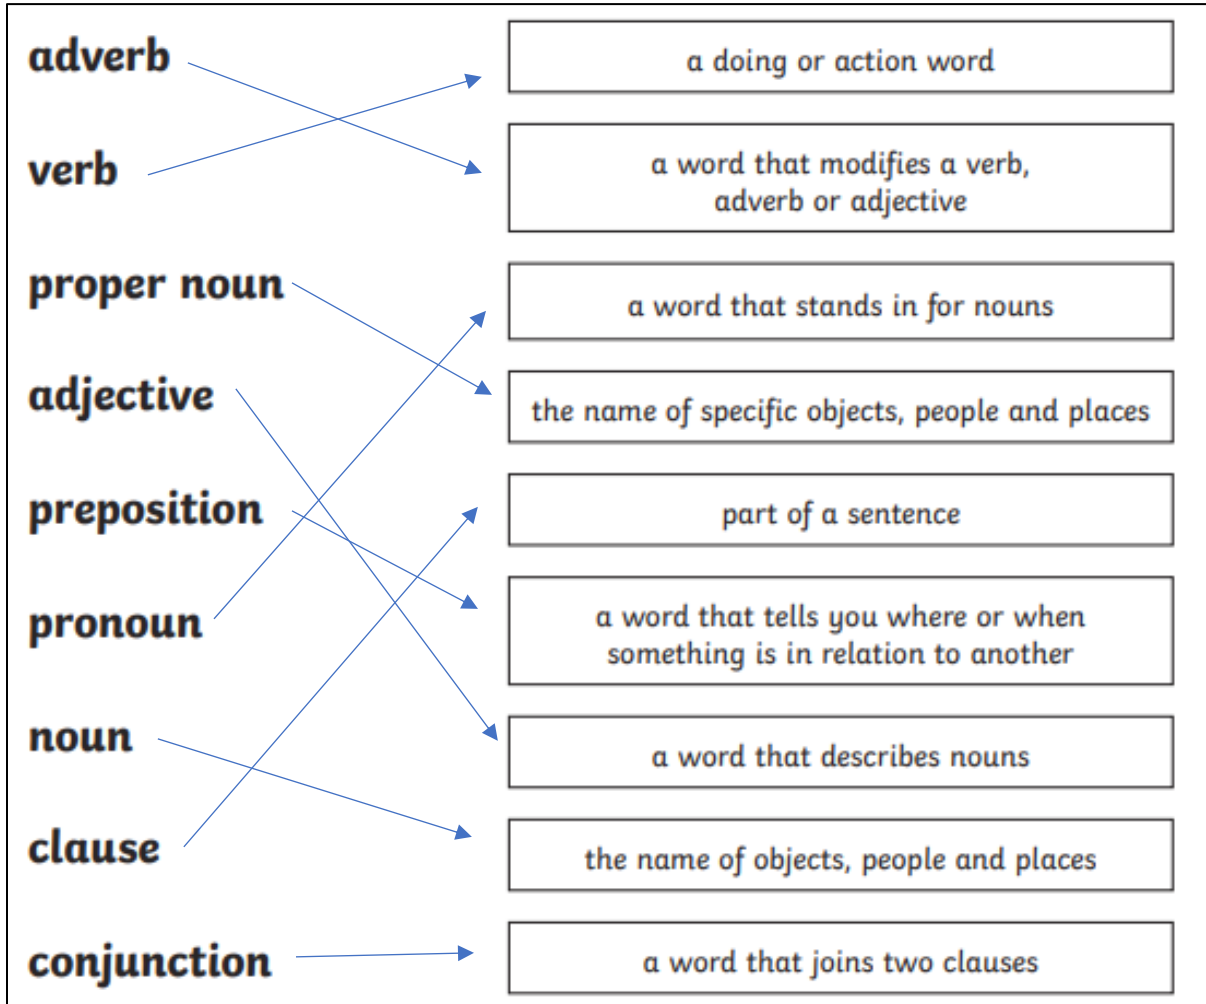 adverb
a doing or action word
verb
a word that modifies a verb,
adverb or adjective
proper noun
a word that stands in for nouns
adjective
the name of specific objects, people and places
preposition
part of a sentence
pronoun
a word that tells you where or when
something is in relation to another
noun
a word that describes nouns
clause
the name of objects, people and places
conjunction
a word that joins two clauses